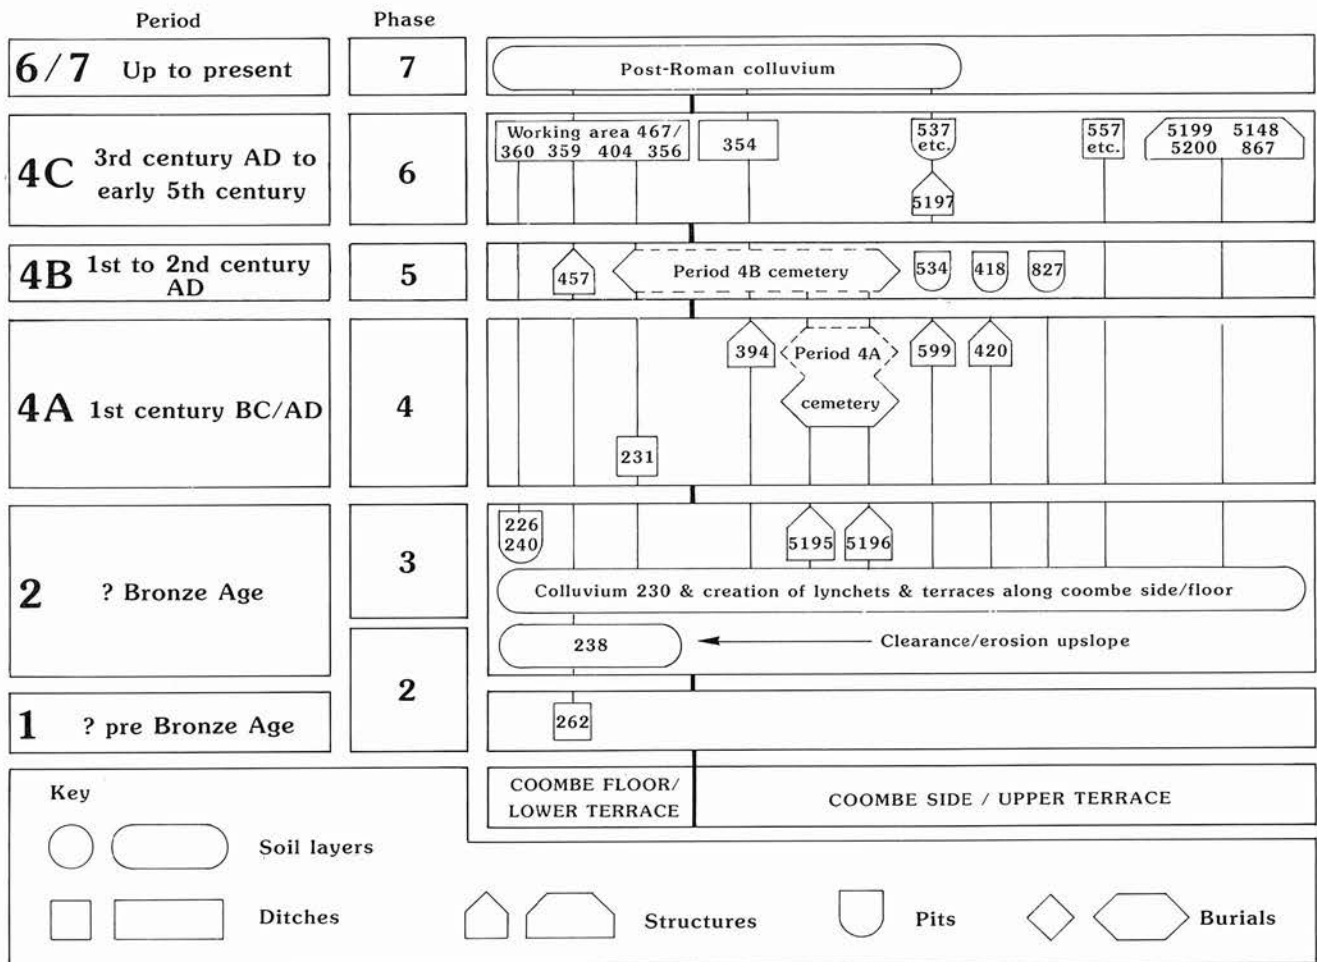 Period
Phase
6/7 Up to present
7
Post-Roman colluvium
4C 3rd century AD to
early 5th century
6
Working area 467/
360 359 404 356
354
537
etc.
5197
557
etc.
5199 5148
5200 867
4B 1st to 2nd century
AD
5
457
Period 4B cemetery
534
418
827
4A 1st century BC/AD
4
394
Period 4A
cemetery
599
420
231
2 ? Bronze Age
3
226
240
5195
5196
Colluvium 230 & creation of lynchets & terraces along coombe side/floor
238
Clearance/erosion upslope
2
1 ? pre Bronze Age
262
COOMBE FLOOR/
LOWER TERRACE
COOMBE SIDE / UPPER TERRACE
Key
Soil layers
Ditches
Structures
Pits
Burials